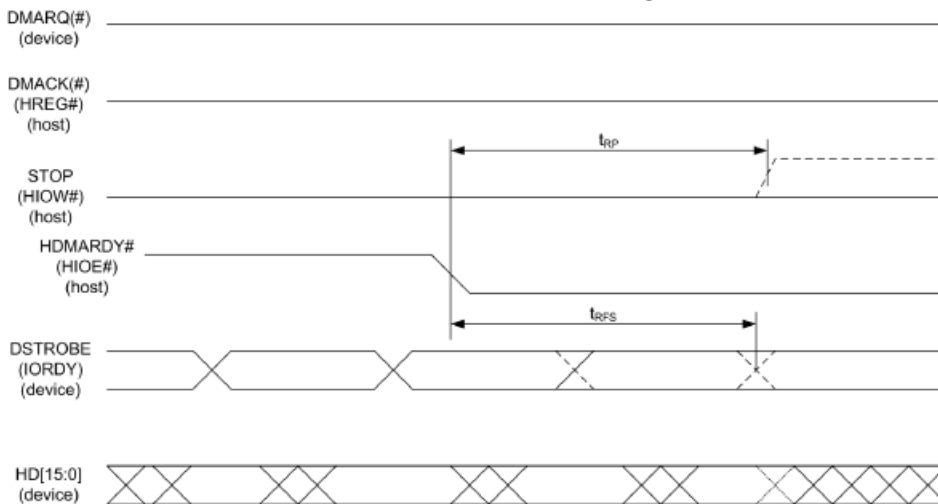 DMARQ(#)
(device)
DMACK(#)
(HREG#)
(host)
tRP
STOP
(HIOW#)
(host)
HDMARDY#
(HIOE#)
(host)
tRFS
DSTROBE
(IORDY)
(device)
HD[15:0]
(device)